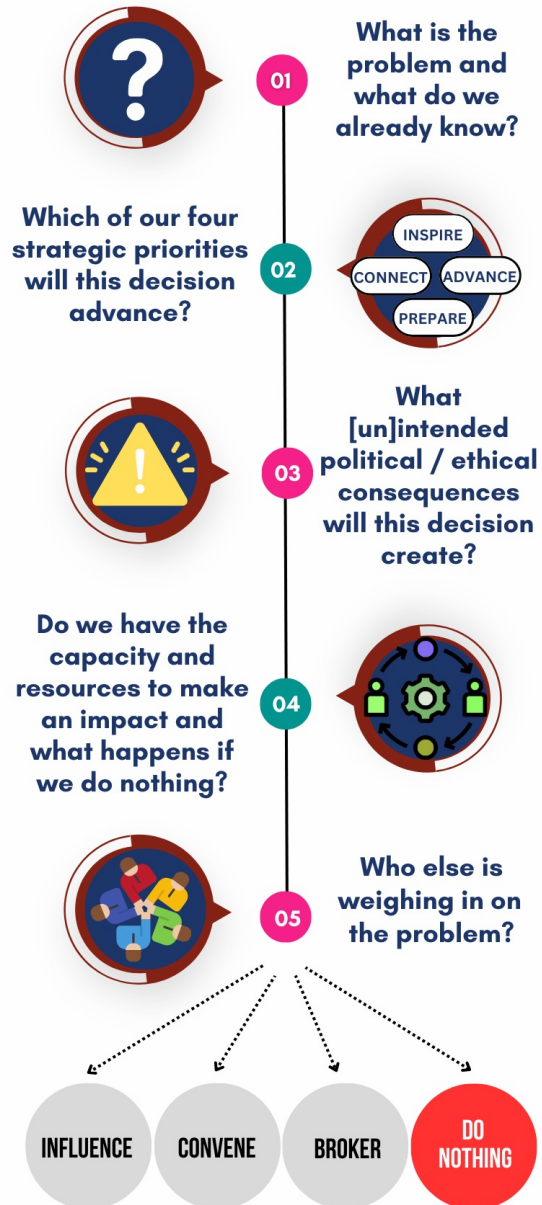 ?
01
What is the
problem and
what do we
already know?
Which of our four
strategic priorities
will this decision
advance?
02
INSPIRE
CONNECT
ADVANCE
PREPARE
!
03
What
[un]intended
political / ethical
consequences
will this decision
create?
Do we have the
capacity and
resources to make
an impact and
what happens if
we do nothing?
04
05
Who else is
weighing in on
the problem?
INFLUENCE
CONVENE
BROKER
DO
NOTHING